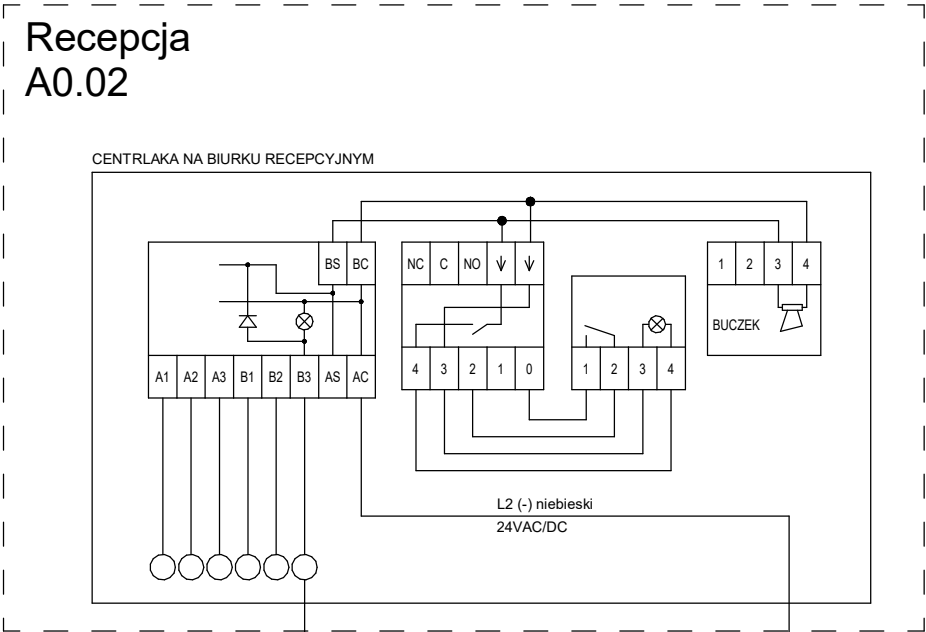 Recepcja
A0.02
CENTRLAKA NA BIURKU RECEPCYJNYM
BS BC
NC C NO
1 2 3 4
BUCZEK
A1 A2 A3 B1 B2 B3 AS AC
4 3 2 1 0
1 2 3 4
L2 (-) niebieski
24VAC/DC